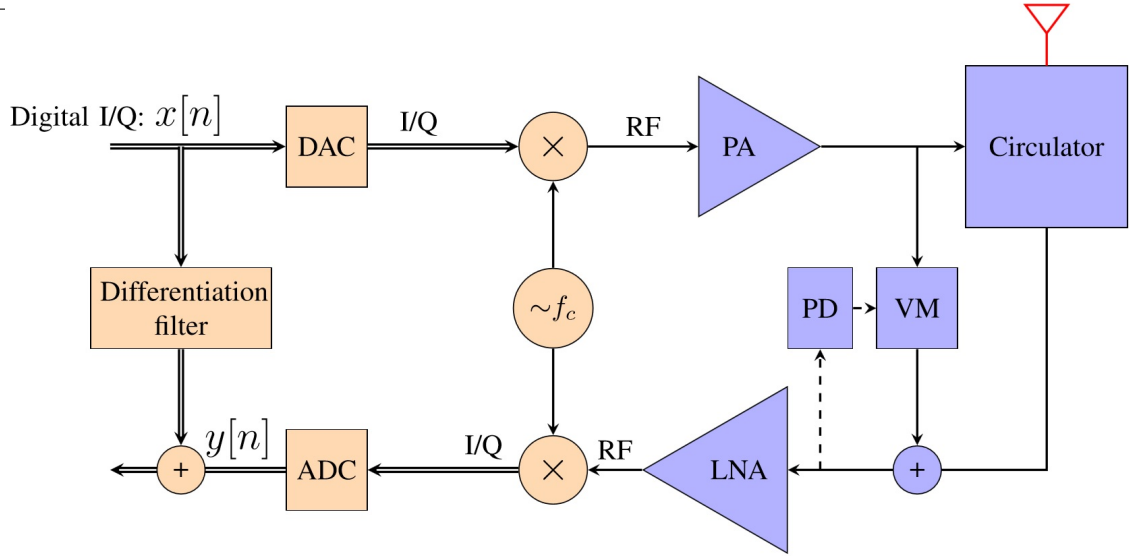 Digital I/Q: x[n]
DAC
I/Q
×
RF
PA
Circulator
Differentiation
filter
~f_c
PD
VM
+
y[n]
ADC
I/Q
×
RF
LNA
+